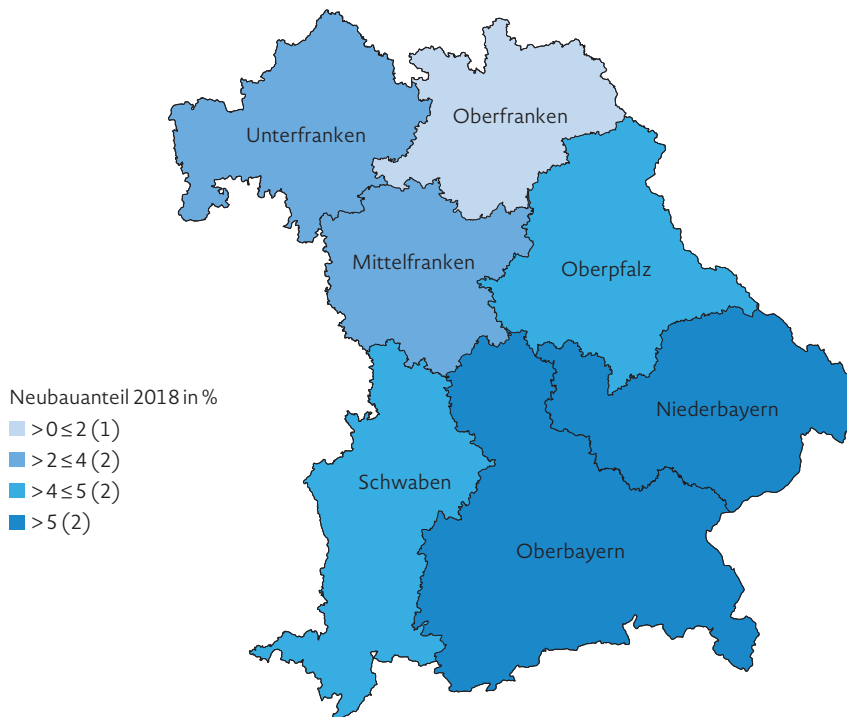 Oberfranken
Unterfranken
Mittelfranken
Oberpfalz
Neubauanteil 2018 in %
>0≤2 (1)
>2≤4 (2)
>4≤5 (2)
>5 (2)
Niederbayern
Schwaben
Oberbayern